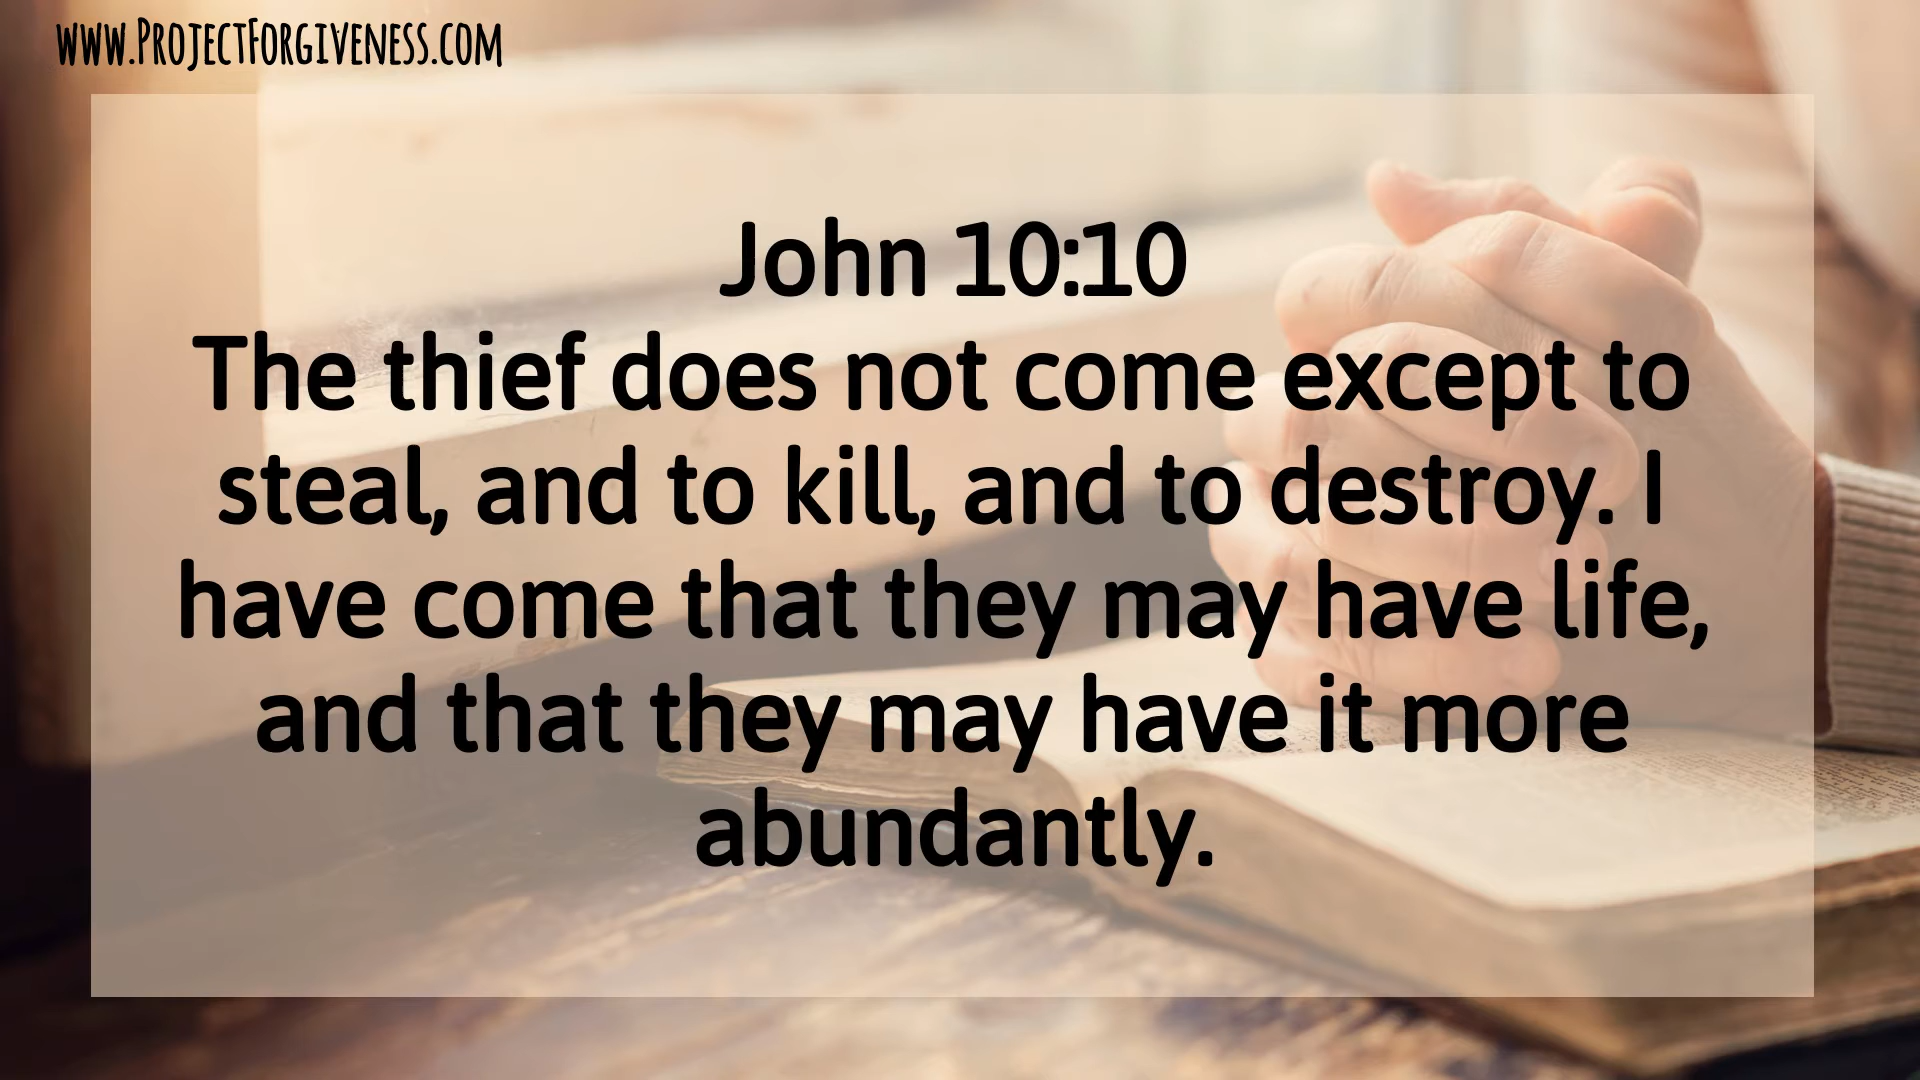 www.ProjectForgiveness.com
John 10:10
The thief does not come except to
steal, and to kill, and to destroy. I
have come that they may have life,
and that they may have it more
abundantly.